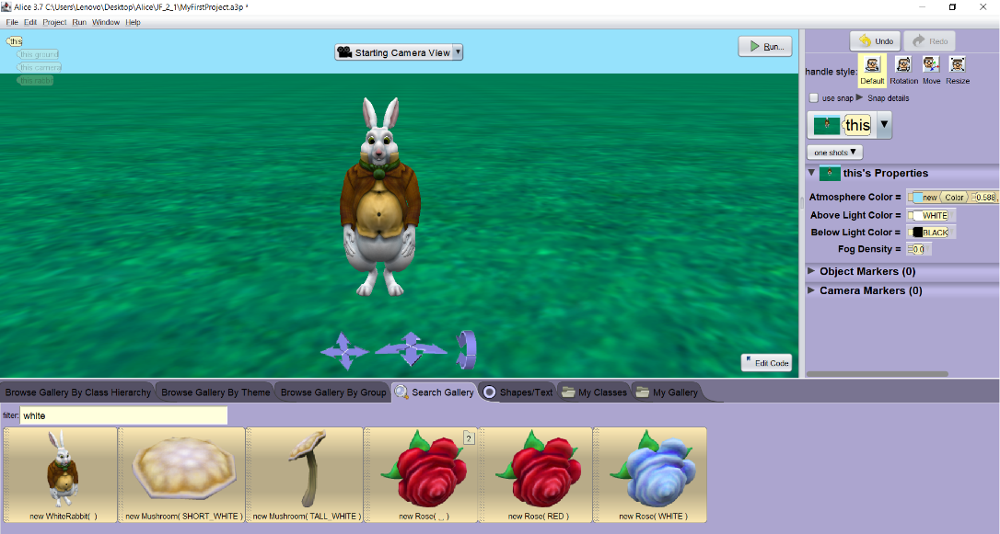 Alice 3.7 C:\Users\Lenovo\Desktop\Alice\JF_2_1\MyFirstProject.a3p *
File Edit Project Run Window Help
this
this ground
this camera
this rabbit
Starting Camera View
Run...
Undo Redo
handle style:
Default Rotation Move Resize
use snap Snap details
this
one shots
this's Properties
Atmosphere Color = new Color 0.588,
Above Light Color = WHITE
Below Light Color = BLACK
Fog Density = 0.0
Object Markers (0)
Camera Markers (0)
Edit Code
Browse Gallery By Class Hierarchy Browse Gallery By Theme Browse Gallery By Group Search Gallery Shapes/Text My Classes My Gallery
filter: white
?
new WhiteRabbit( ) new Mushroom( SHORT_WHITE ) new Mushroom( TALL_WHITE ) new Rose( _ ) new Rose( RED ) new Rose( WHITE )